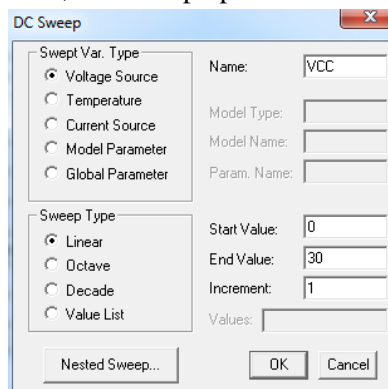 DC Sweep
Swept Var. Type
Voltage Source
Temperature
Current Source
Model Parameter
Global Parameter
Name: VCC
Model Type:
Model Name:
Param. Name:
Sweep Type
Linear
Octave
Decade
Value List
Start Value: 0
End Value: 30
Increment: 1
Values:
Nested Sweep...
OK
Cancel